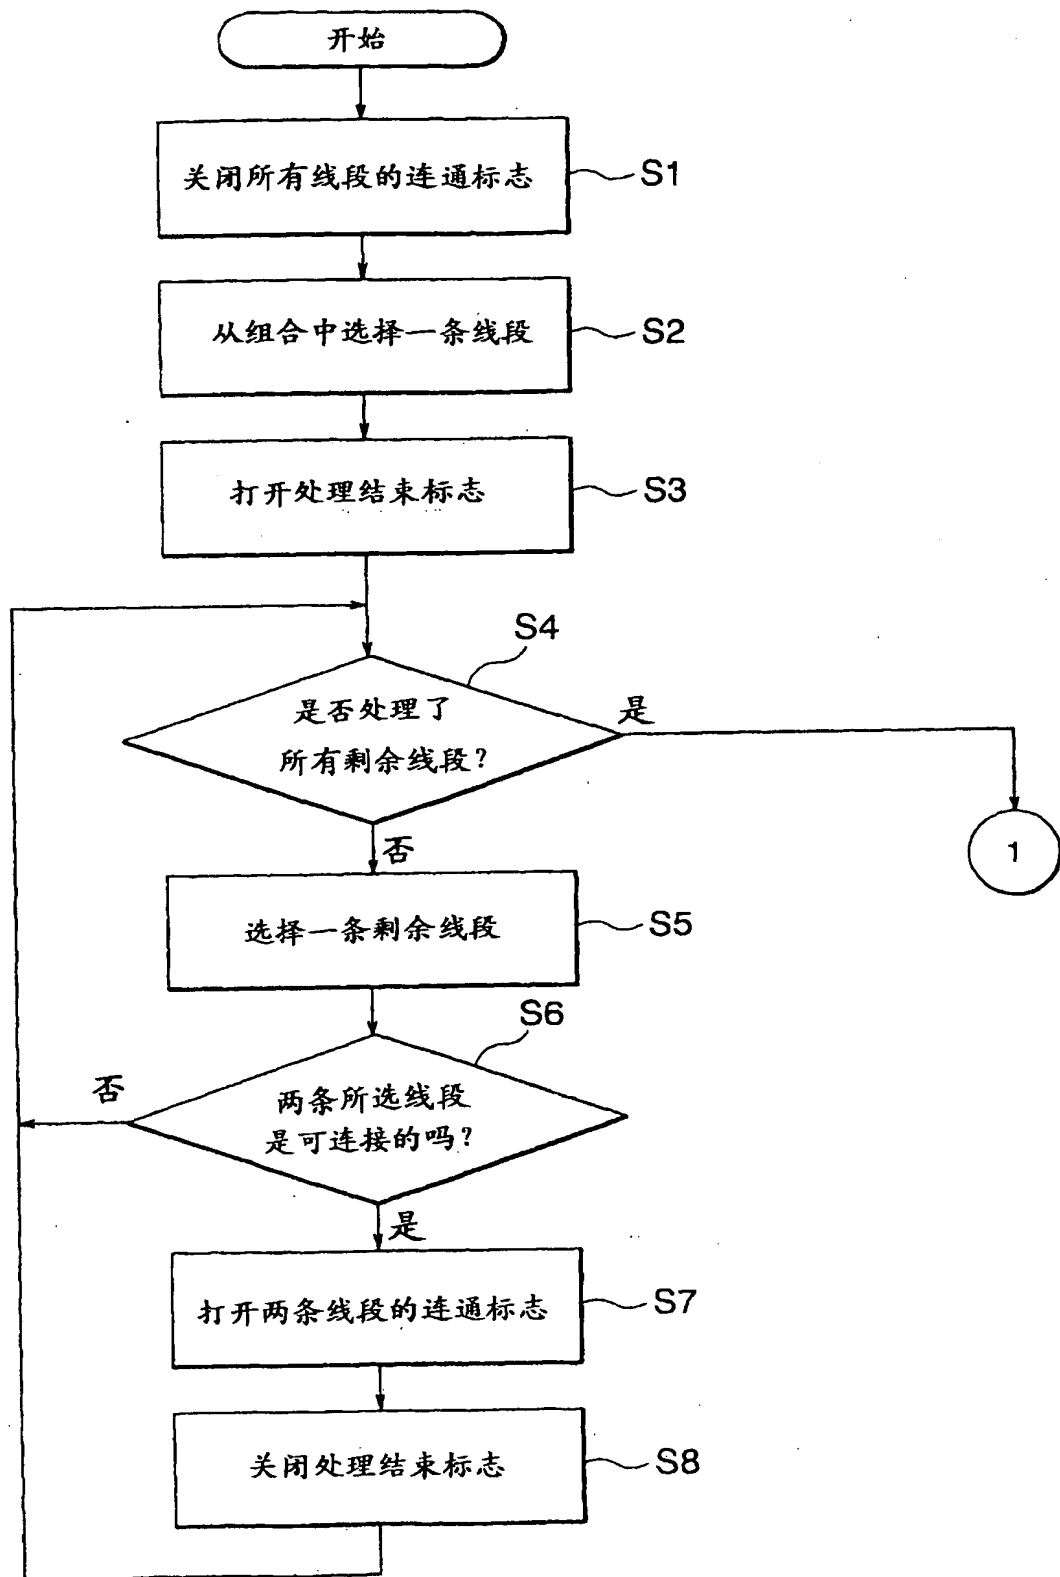 开始
关闭所有线段的连通标志
S1
从组合中选择一条线段
S2
打开处理结束标志
S3
S4
是否处理了
所有剩余线段?
是
1
否
选择一条剩余线段
S5
S6
两条所选线段
是可连接的吗?
否
是
打开两条线段的连通标志
S7
关闭处理结束标志
S8